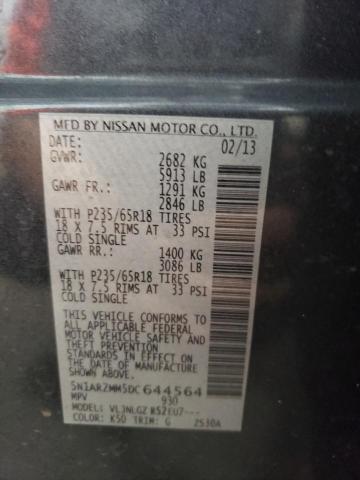 MFD BY NISSAN MOTOR CO., LTD.
DATE: 02/13
GVWR: 2682 KG
5913 LB
GAWR FR.: 1291 KG
2846 LB
WITH P235/65R18 TIRES
18 X 7.5 RIMS AT 33 PSI
COLD SINGLE
GAWR RR.: 1400 KG
3086 LB
WITH P235/65R18 TIRES
18 X 7.5 RIMS AT 33 PSI
COLD SINGLE
THIS VEHICLE CONFORMS TO
ALL APPLICABLE FEDERAL
MOTOR VEHICLE SAFETY AND
THEFT PREVENTION
STANDARDS IN EFFECT ON
THE DATE OF MANUFACTURE
SHOWN ABOVE.
5N1AR2MM5DC644564
MPV 930
MODEL: VLJNLGZ R52EU7---
COLOR: K50 TRIM: G 2530A